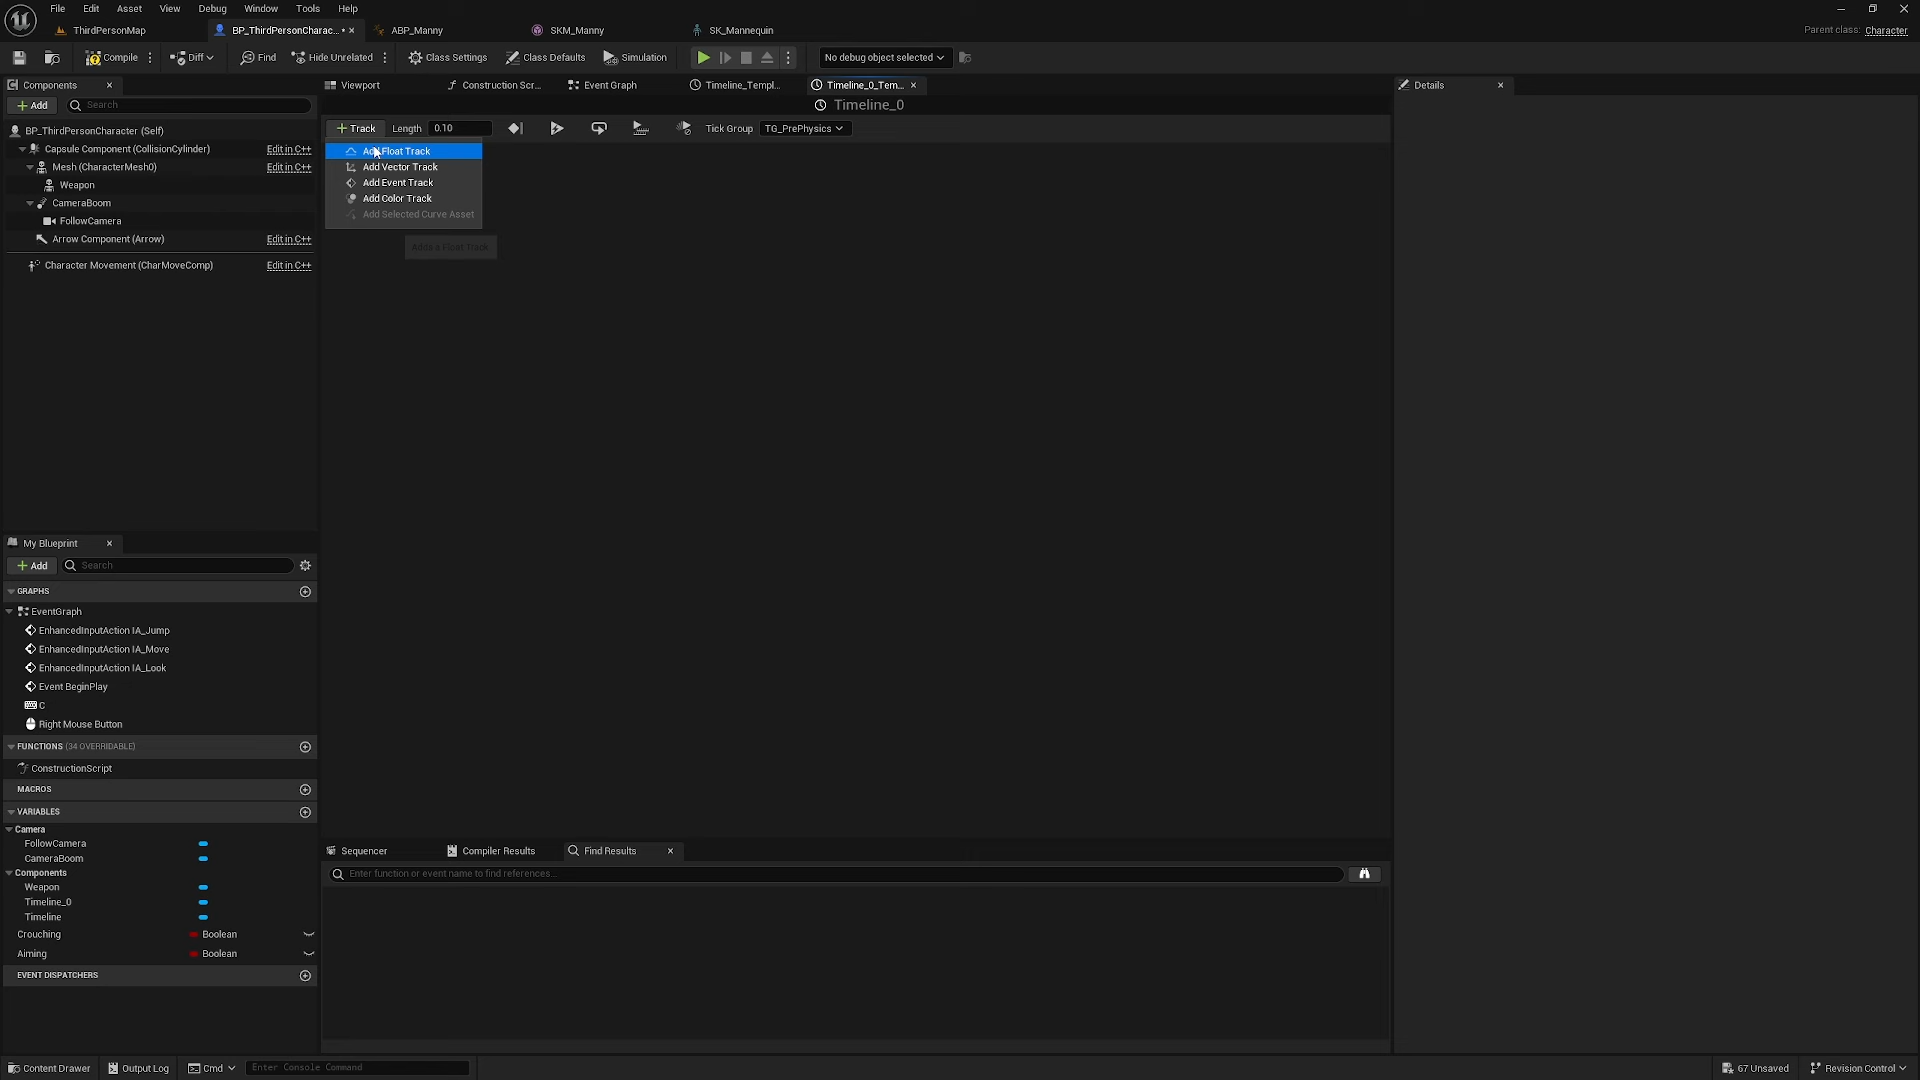 File Edit Asset View Debug Window Tools Help
ThirdPersonMap BP_ThirdPersonCharac... • ABP_Manny SKM_Manny SK_Mannequin
Parent class: Character
Compile Diff Find Hide Unrelated Class Settings Class Defaults Simulation No debug object selected
Components Viewport Construction Scr... Event Graph Timeline_Templ... Timeline_0_Tem... Details
Add Search
Timeline_0
BP_ThirdPersonCharacter (Self)
Track Length 0.10 Tick Group TG_PrePhysics
Capsule Component (CollisionCylinder) Edit in C++
Add Float Track
Mesh (CharacterMesh0) Edit in C++
Add Vector Track
Weapon
Add Event Track
CameraBoom
Add Color Track
FollowCamera
Add Selected Curve Asset
Arrow Component (Arrow) Edit in C++
Adds a Float Track
Character Movement (CharMoveComp) Edit in C++
My Blueprint
Add Search
GRAPHS
EventGraph
EnhancedInputAction IA_Jump
EnhancedInputAction IA_Move
EnhancedInputAction IA_Look
Event BeginPlay
C
Right Mouse Button
FUNCTIONS (34 OVERRIDABLE)
ConstructionScript
MACROS
VARIABLES
Camera
FollowCamera
CameraBoom
Components
Weapon
Timeline_0
Timeline
Crouching Boolean
Aiming Boolean
EVENT DISPATCHERS
Sequencer Compiler Results Find Results
Enter function or event name to find references...
Content Drawer Output Log Cmd Enter Console Command 67 Unsaved Revision Control